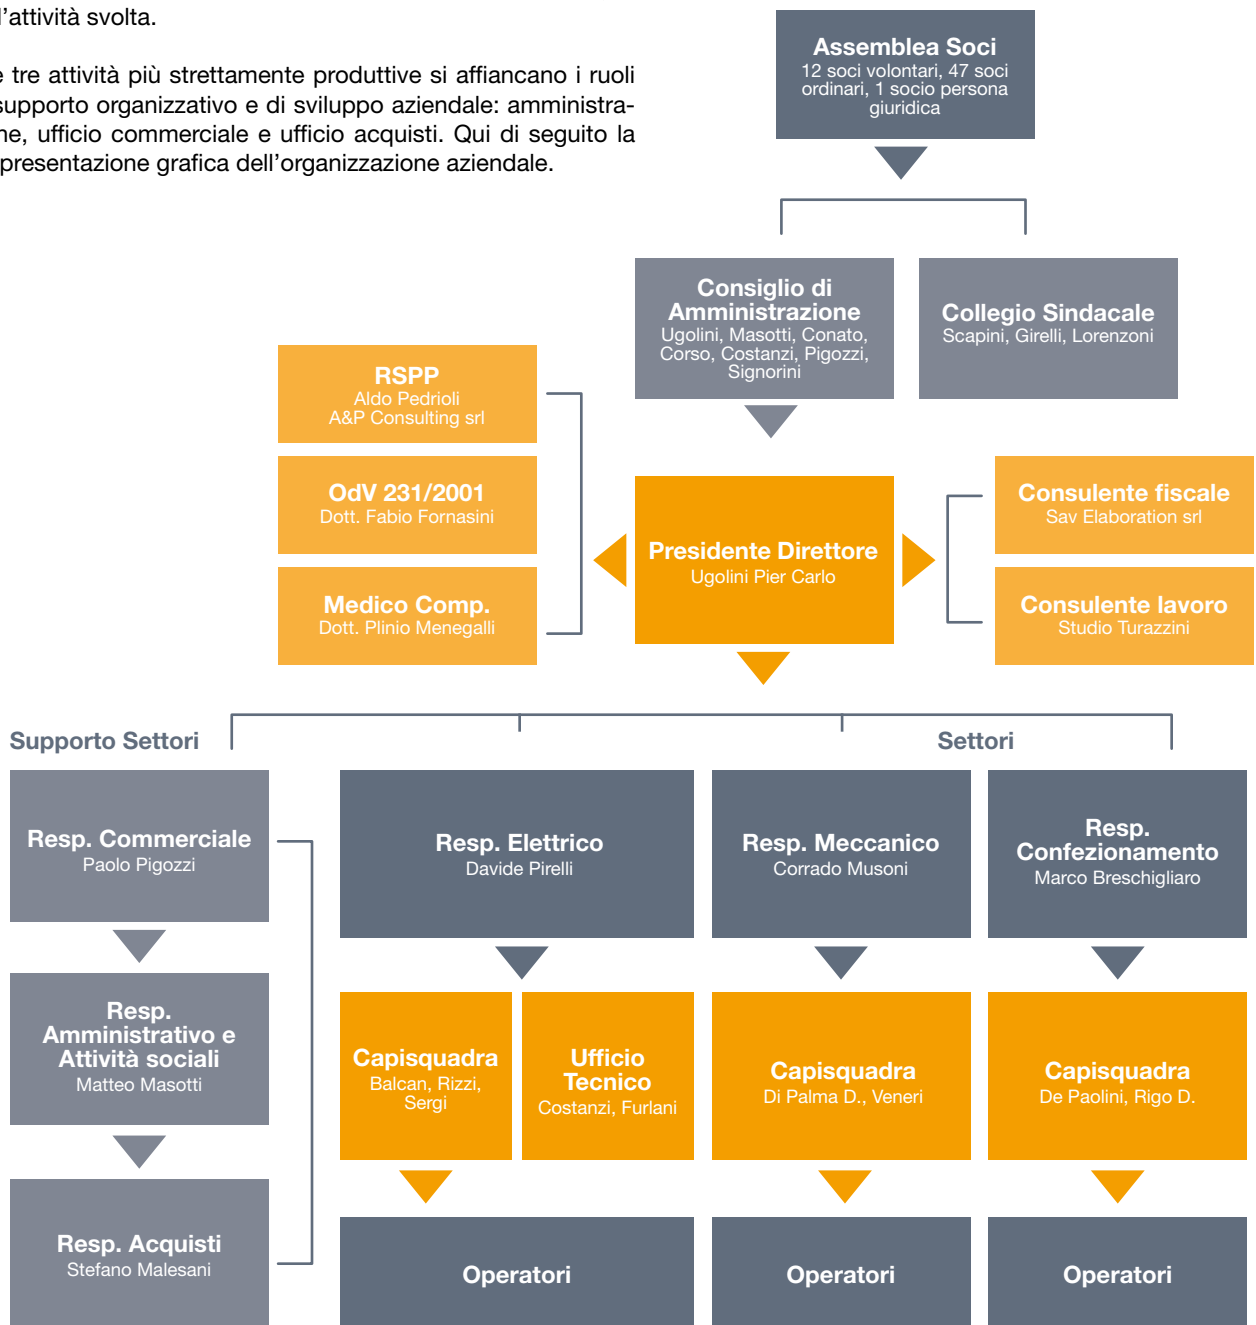 l'attività svolta.
e tre attività più strettamente produttive si affiancano i ruoli
supporto organizzativo e di sviluppo aziendale: amministra-
ne, ufficio commerciale e ufficio acquisti. Qui di seguito la
presentazione grafica dell'organizzazione aziendale.
Assemblea Soci
12 soci volontari, 47 soci
ordinari, 1 socio persona
giuridica
Consiglio di
Amministrazione
Ugolini, Masotti, Conato,
Corso, Costanzi, Pigozzi,
Signorini
Collegio Sindacale
Scapini, Girelli, Lorenzoni
RSPP
Aldo Pedrioli
A&P Consulting srl
OdV 231/2001
Dott. Fabio Fornasini
Medico Comp.
Dott. Plinio Menegalli
Presidente Direttore
Ugolini Pier Carlo
Consulente fiscale
Sav Elaboration srl
Consulente lavoro
Studio Turazzini
Supporto Settori
Settori
Resp. Commerciale
Paolo Pigozzi
Resp.
Amministrativo e
Attività sociali
Matteo Masotti
Resp. Acquisti
Stefano Malesani
Resp. Elettrico
Davide Pirelli
Resp. Meccanico
Corrado Musoni
Resp.
Confezionamento
Marco Breschigliaro
Capisquadra
Balcan, Rizzi,
Sergi
Ufficio
Tecnico
Costanzi, Furlani
Capisquadra
Di Palma D., Veneri
Capisquadra
De Paolini, Rigo D.
Operatori
Operatori
Operatori